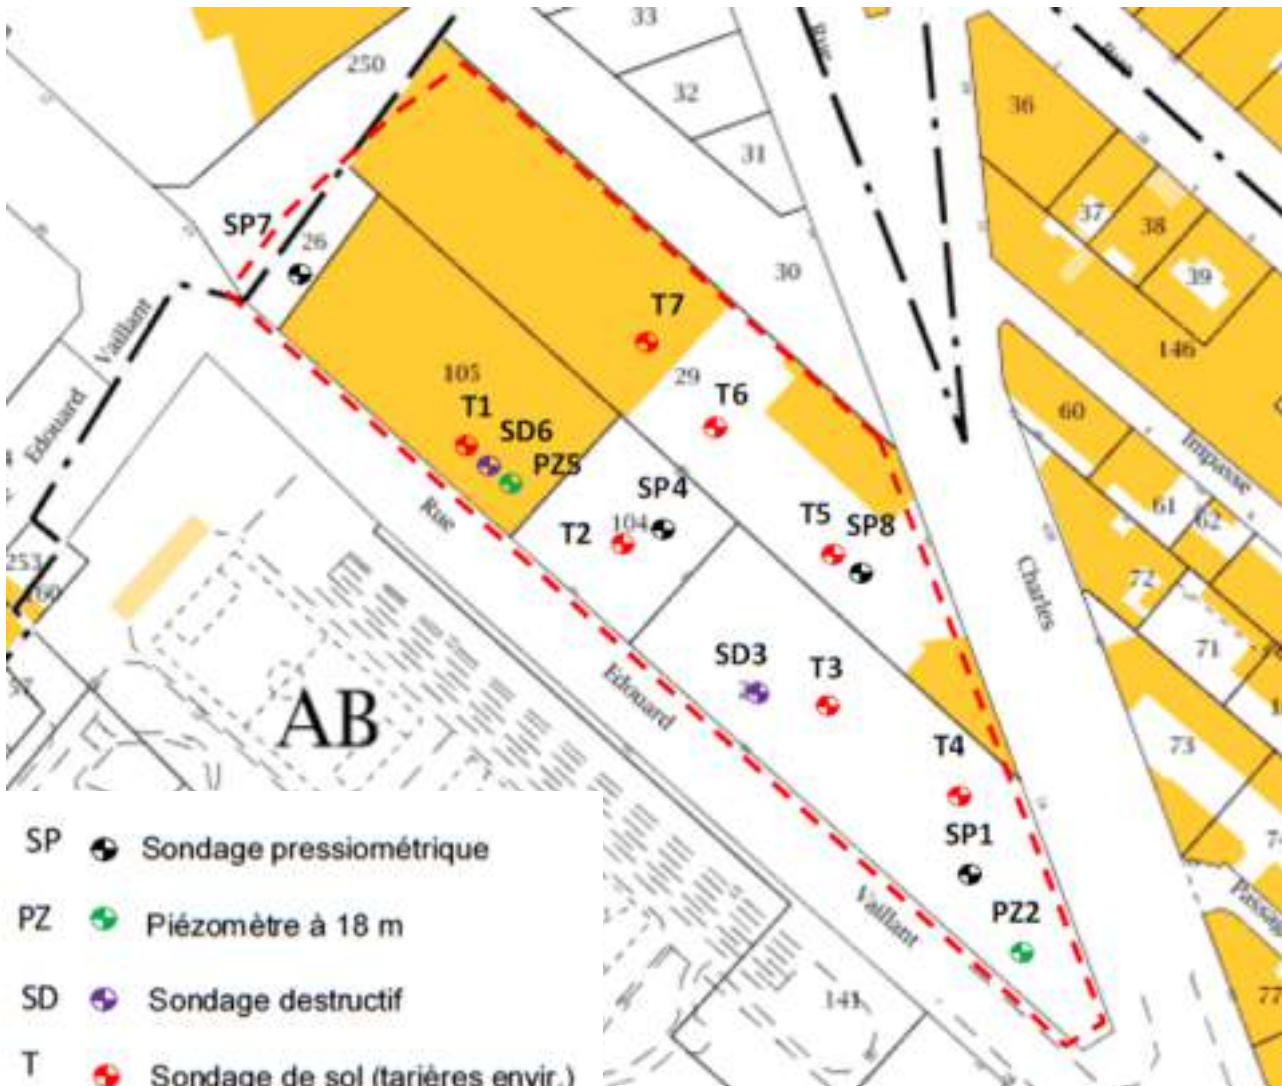 33
250
Rue
32
36
31
37
38
SP7
26
30
39
T7
Vaillant
146
105
29
T6
60
T1
SD6
Impasse
Edouard
PZ5
SP4
61
62
Rue
T5
SP8
T2
104
253
72
Charles
71
SD3
T3
Edouard
AB
73
T4
SP1
SP Sondage pressiométrique
Vaillant
PZ2
PZ Piézomètre à 18 m
Passage
SD Sondage destructif
141
77
T Sondage de sol (tarières envir.)